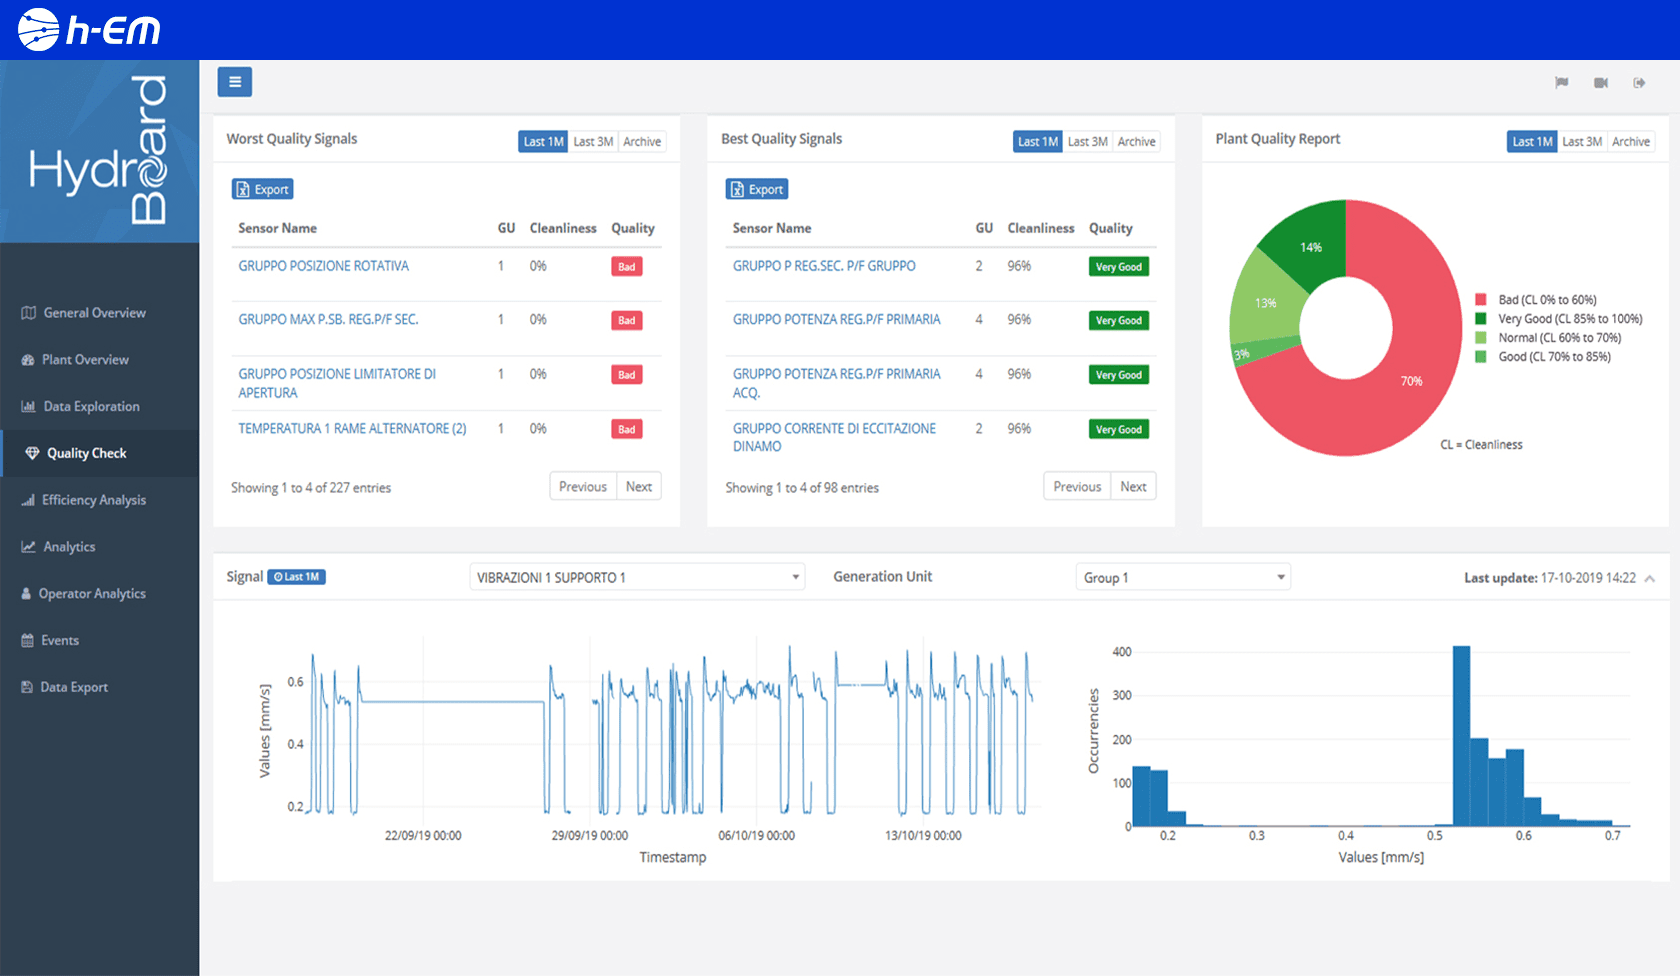 h-Em
HydroBoard
General Overview
Plant Overview
Data Exploration
Quality Check
Efficiency Analysis
Analytics
Operator Analytics
Events
Data Export
Worst Quality Signals
Last 1M Last 3M Archive
Export
Sensor Name GU Cleanliness Quality
GRUPPO POSIZIONE ROTATIVA 1 0% Bad
GRUPPO MAX P.SB. REG.P/F SEC. 1 0% Bad
GRUPPO POSIZIONE LIMITATORE DI 1 0% Bad
APERTURA
TEMPERATURA 1 RAME ALTERNATORE (2) 1 0% Bad
Showing 1 to 4 of 227 entries
Previous Next
Best Quality Signals
Last 1M Last 3M Archive
Export
Sensor Name GU Cleanliness Quality
GRUPPO P REG.SEC. P/F GRUPPO 2 96% Very Good
GRUPPO POTENZA REG.P/F PRIMARIA 4 96% Very Good
GRUPPO POTENZA REG.P/F PRIMARIA 4 96% Very Good
ACQ.
GRUPPO CORRENTE DI ECCITAZIONE 2 96% Very Good
DINAMO
Showing 1 to 4 of 98 entries
Previous Next
Plant Quality Report
Last 1M Last 3M Archive
14%
13%
3%
70%
Bad (CL 0% to 60%)
Very Good (CL 85% to 100%)
Normal (CL 60% to 70%)
Good (CL 70% to 85%)
CL = Cleanliness
Signal Last 1M
VIBRAZIONI 1 SUPPORTO 1
Generation Unit
Group 1
Last update: 17-10-2019 14:22
Values [mm/s]
0.6
0.4
0.2
22/09/19 00:00 29/09/19 00:00 06/10/19 00:00 13/10/19 00:00
Timestamp
Occurrencies
400
300
200
100
0
0.2 0.3 0.4 0.5 0.6 0.7
Values [mm/s]